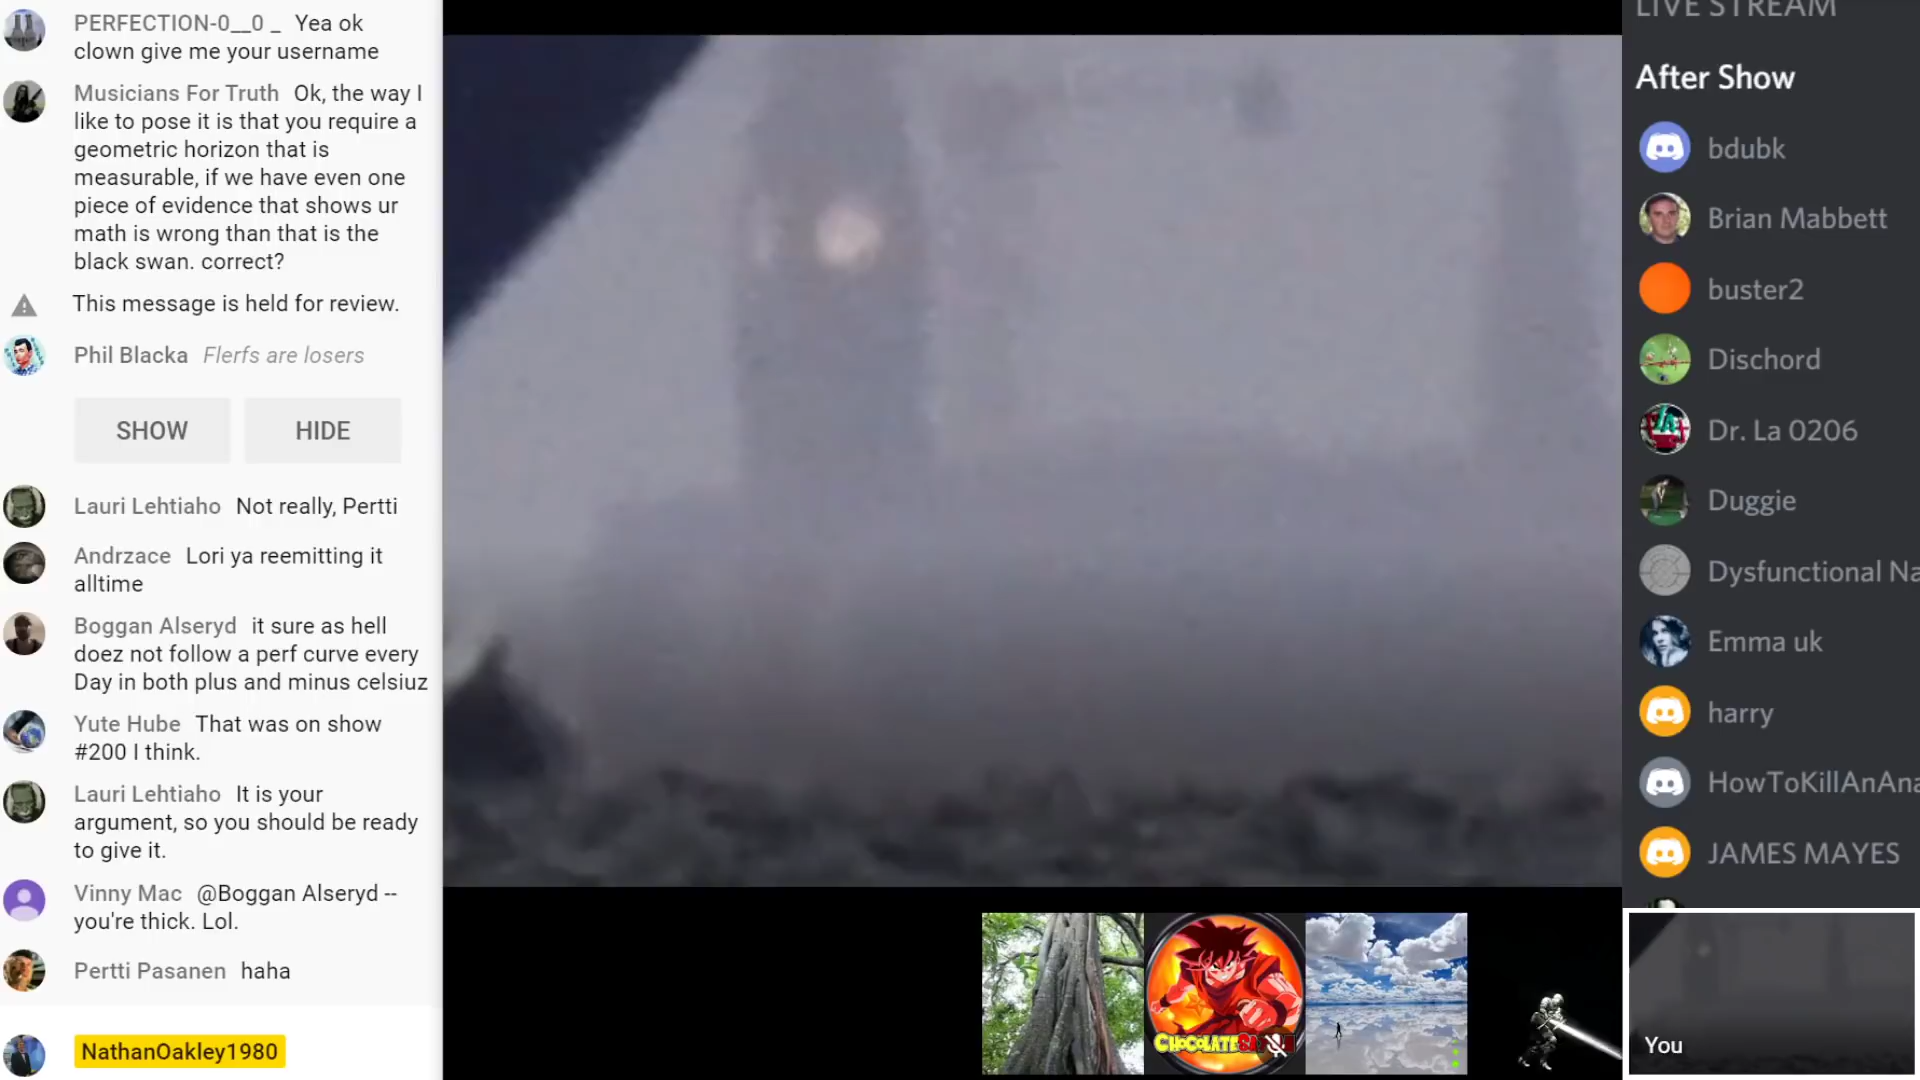 PERFECTION-0__0 _ Yea ok
clown give me your username
Musicians For Truth Ok, the way I
like to pose it is that you require a
geometric horizon that is
measurable, if we have even one
piece of evidence that shows ur
math is wrong than that is the
black swan. correct?
This message is held for review.
Phil Blacka Flerfs are losers
SHOW HIDE
Lauri Lehtiaho Not really, Pertti
Andrzace Lori ya reemitting it
alltime
Boggan Alseryd it sure as hell
doez not follow a perf curve every
Day in both plus and minus celsiuz
Yute Hube That was on show
#200 I think.
Lauri Lehtiaho It is your
argument, so you should be ready
to give it.
Vinny Mac @Boggan Alseryd --
you're thick. Lol.
Pertti Pasanen haha
NathanOakley1980
CHOCOLATE
LIVE STREAM
After Show
bdubk
Brian Mabbett
buster2
Dischord
Dr. La 0206
Duggie
Dysfunctional Na
Emma uk
harry
HowToKillAnAna
JAMES MAYES
You